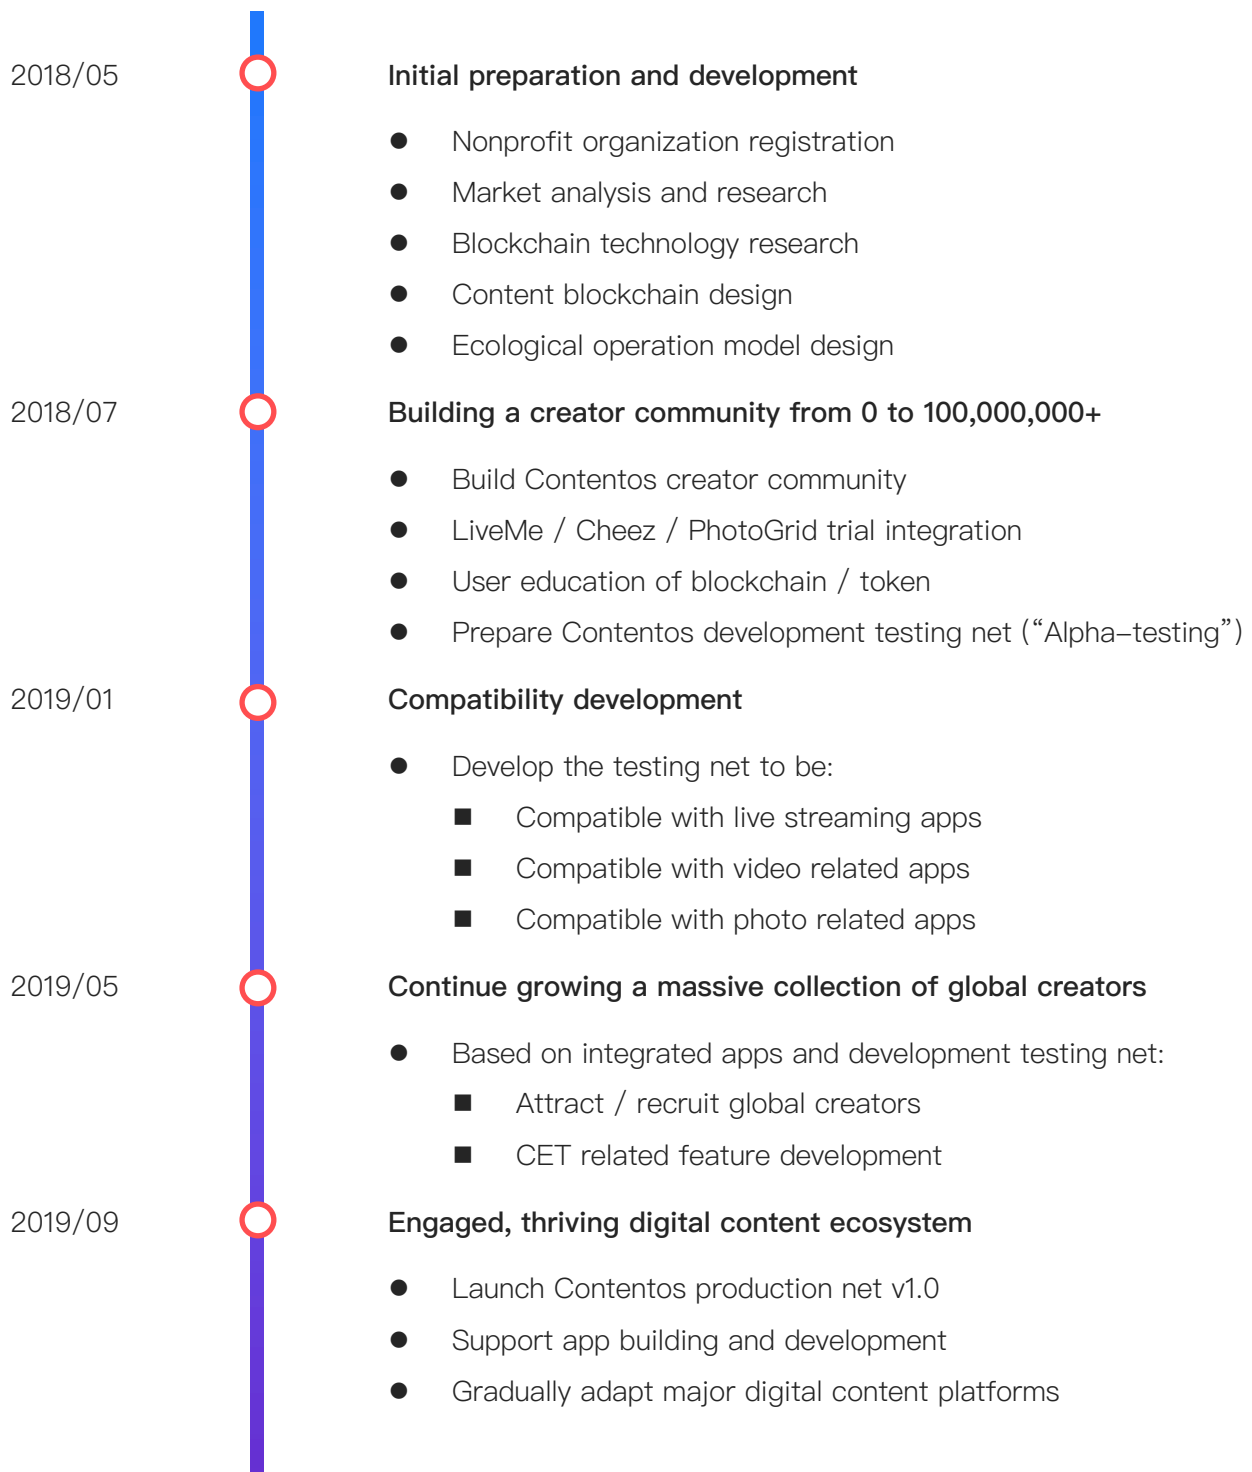 2018/05 Initial preparation and development
● Nonprofit organization registration
● Market analysis and research
● Blockchain technology research
● Content blockchain design
● Ecological operation model design
2018/07 Building a creator community from 0 to 100,000,000+
● Build Contentos creator community
● LiveMe / Cheez / PhotoGrid trial integration
● User education of blockchain / token
● Prepare Contentos development testing net (“Alpha–testing”)
2019/01 Compatibility development
● Develop the testing net to be:
■ Compatible with live streaming apps
■ Compatible with video related apps
■ Compatible with photo related apps
2019/05 Continue growing a massive collection of global creators
● Based on integrated apps and development testing net:
■ Attract / recruit global creators
■ CET related feature development
2019/09 Engaged, thriving digital content ecosystem
● Launch Contentos production net v1.0
● Support app building and development
● Gradually adapt major digital content platforms